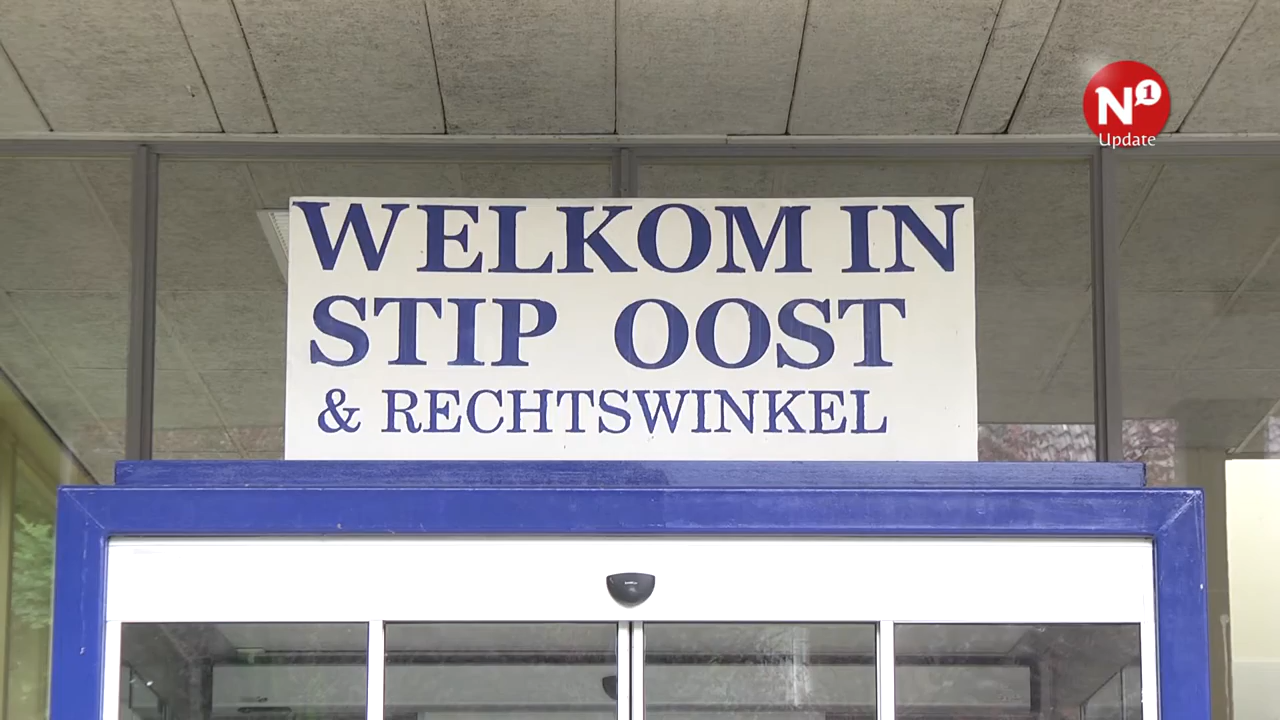 N1
Update
WELKOM IN
STIP OOST
& RECHTSWINKEL